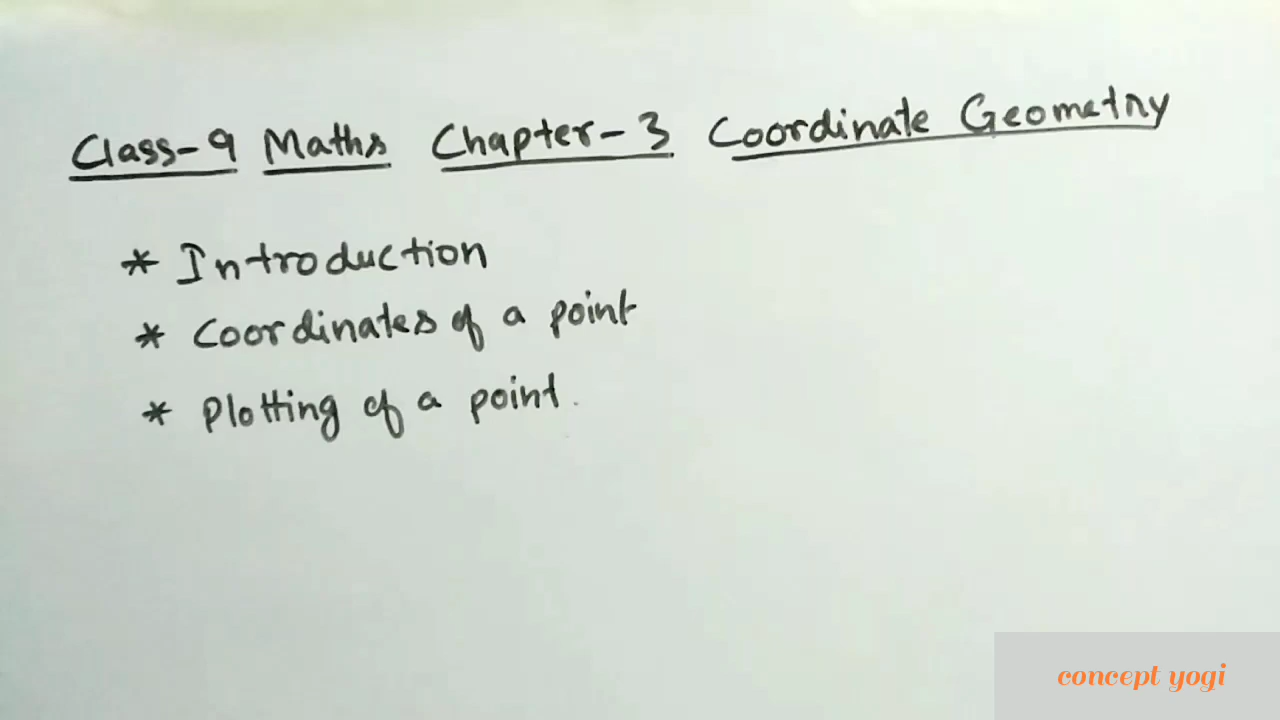 Class-9 Maths Chapter-3 Coordinate Geometry
* Introduction
* Coordinates of a point
* Plotting of a point.
concept yogi